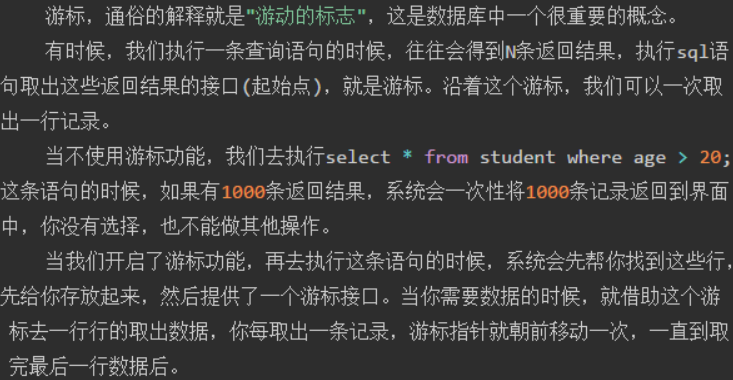 游标，通俗的解释就是"游动的标志"，这是数据库中一个很重要的概念。
有时候，我们执行一条查询语句的时候，往往会得到N条返回结果，执行sql语
句取出这些返回结果的接口(起始点)，就是游标。沿着这个游标，我们可以一次取
出一行记录。
当不使用游标功能，我们去执行select * from student where age > 20;
这条语句的时候，如果有1000条返回结果，系统会一次性将1000条记录返回到界面
中，你没有选择，也不能做其他操作。
当我们开启了游标功能，再去执行这条语句的时候，系统会先帮你找到这些行，
先给你存放起来，然后提供了一个游标接口。当你需要数据的时候，就借助这个游
标去一行行的取出数据，你每取出一条记录，游标指针就朝前移动一次，一直到取
完最后一行数据后。